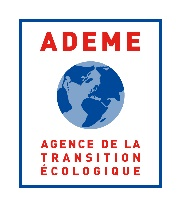 ADEME
AGENCE DE LA
TRANSITION
ÉCOLOGIQUE